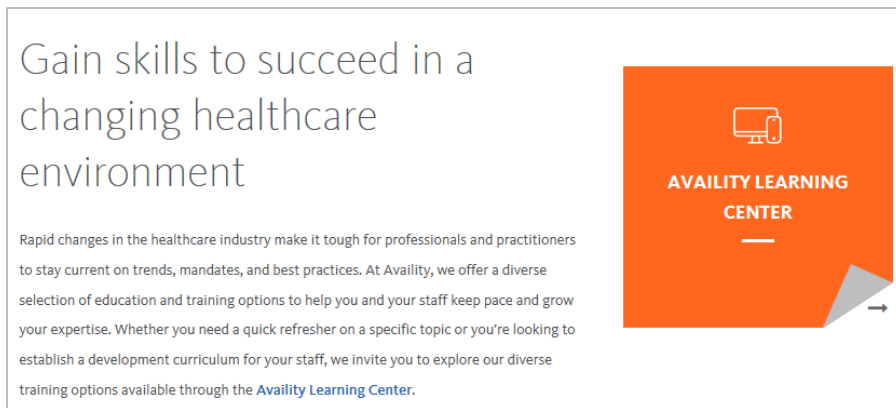 Gain skills to succeed in a
changing healthcare
environment
Rapid changes in the healthcare industry make it tough for professionals and practitioners
to stay current on trends, mandates, and best practices. At Availity, we offer a diverse
selection of education and training options to help you and your staff keep pace and grow
your expertise. Whether you need a quick refresher on a specific topic or you're looking to
establish a development curriculum for your staff, we invite you to explore our diverse
training options available through the Availity Learning Center.
AVAILITY LEARNING
CENTER